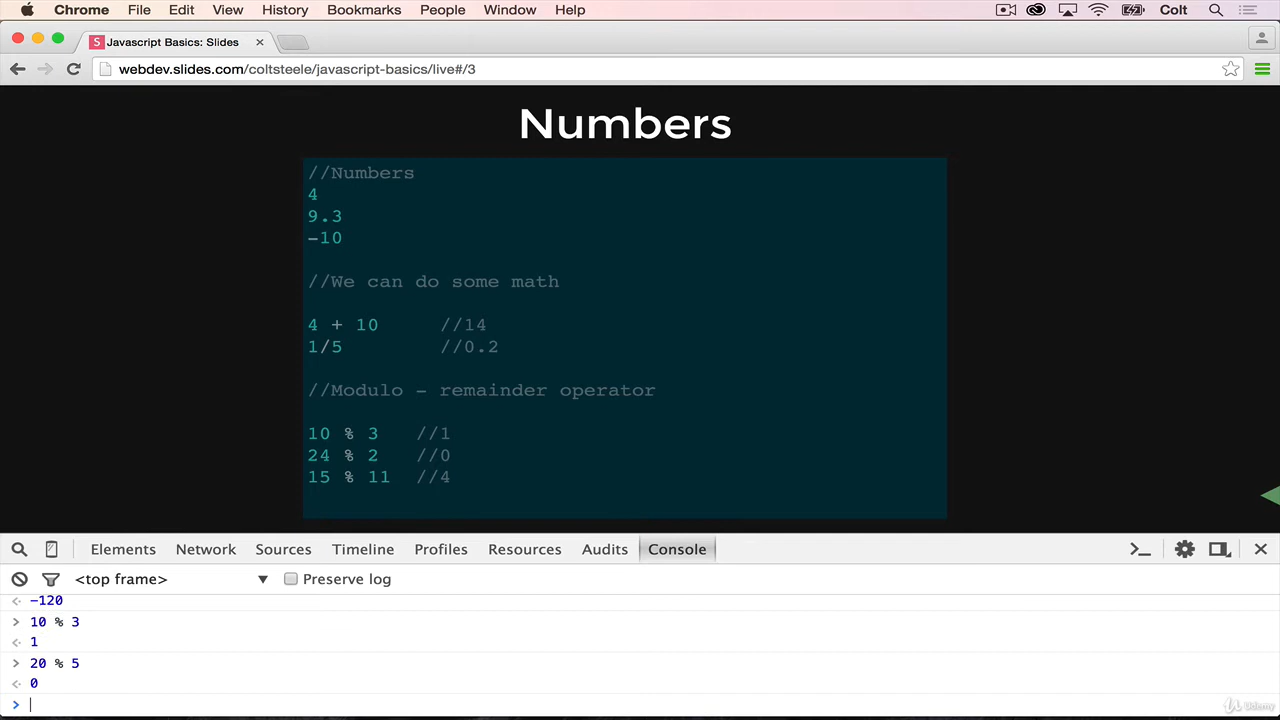 Chrome File Edit View History Bookmarks People Window Help Colt
S Javascript Basics: Slides
webdev.slides.com/coltsteele/javascript-basics/live#/3
Numbers
//Numbers
4
9.3
-10
//We can do some math
4 + 10 //14
1/5 //0.2
//Modulo - remainder operator
10 % 3 //1
24 % 2 //0
15 % 11 //4
Elements Network Sources Timeline Profiles Resources Audits Console
<top frame> Preserve log
-120
> 10 % 3
1
> 20 % 5
0
>
Udemy